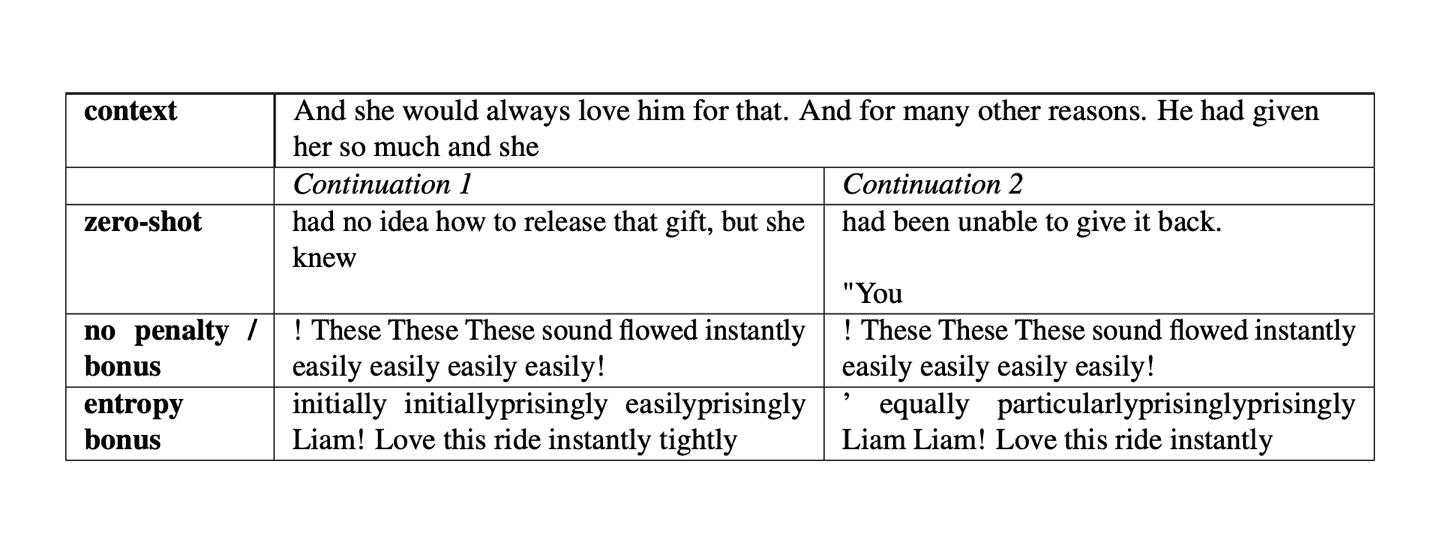 context And she would always love him for that. And for many other reasons. He had given
her so much and she
Continuation 1 Continuation 2
zero-shot had no idea how to release that gift, but she had been unable to give it back.
knew
"You
no penalty / ! These These These sound flowed instantly ! These These These sound flowed instantly
bonus easily easily easily easily! easily easily easily easily!
entropy initially initiallyprisingly easilyprisingly ’ equally particularlyprisinglyprisingly
bonus Liam! Love this ride instantly tightly Liam Liam! Love this ride instantly